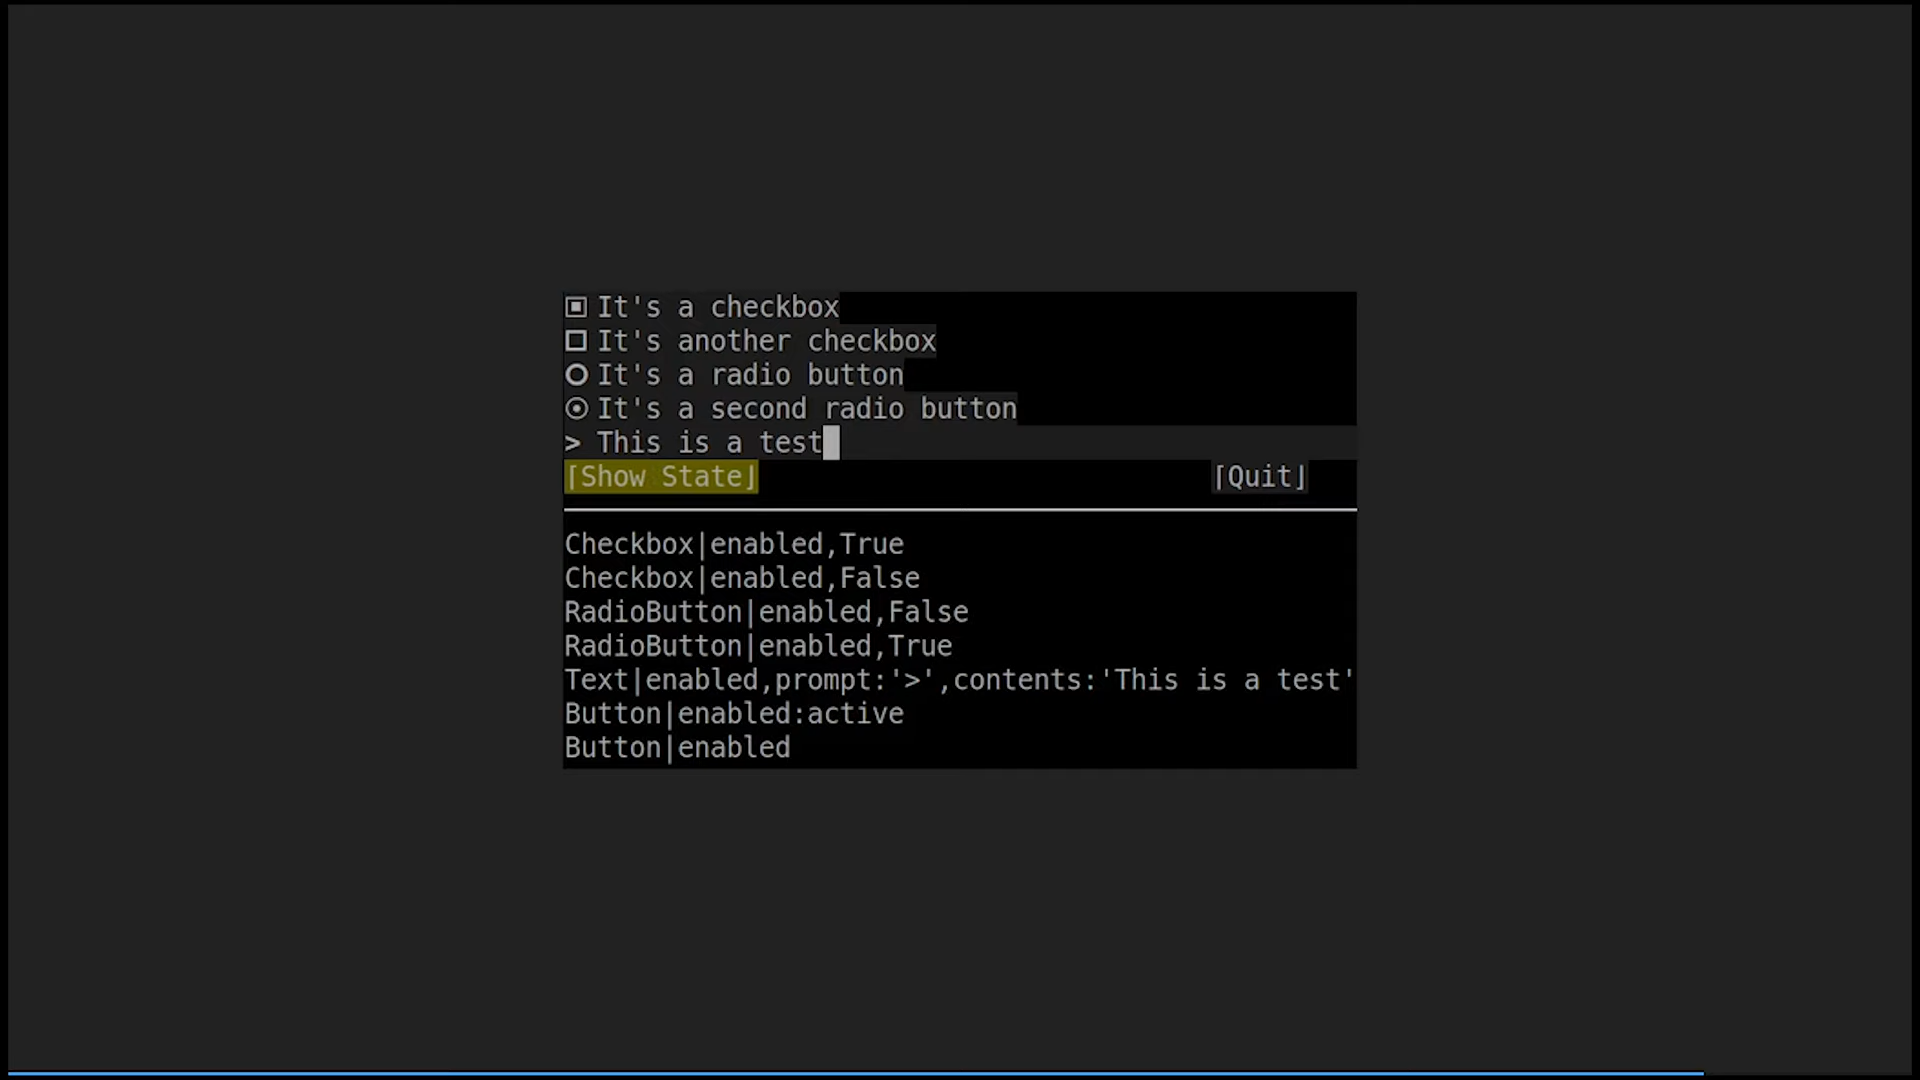 ▣ It's a checkbox
□ It's another checkbox
○ It's a radio button
⊙ It's a second radio button
> This is a test
⌈Show State⌋ ⌈Quit⌋
Checkbox|enabled,True
Checkbox|enabled,False
RadioButton|enabled,False
RadioButton|enabled,True
Text|enabled,prompt:'>',contents:'This is a test'
Button|enabled:active
Button|enabled